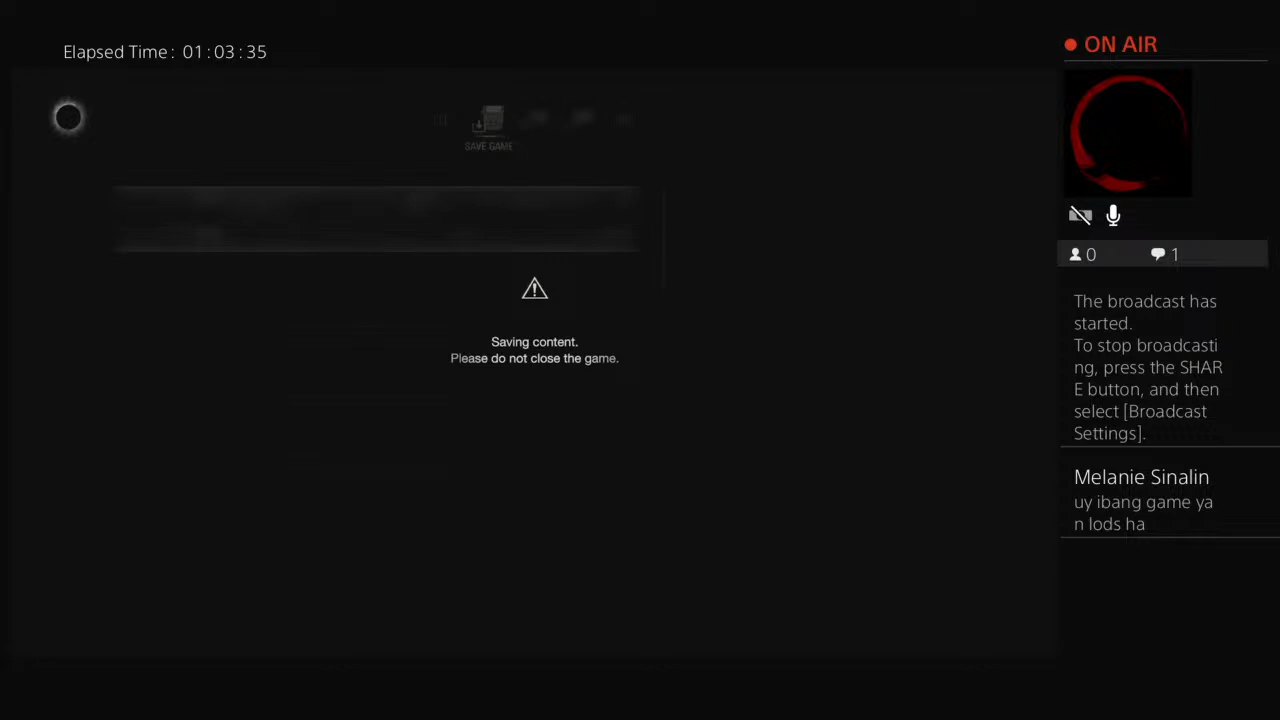 Elapsed Time: 01:03:35
ON AIR
SAVE GAME
0
1
Saving content.
Please do not close the game.
The broadcast has
started.
To stop broadcasti
ng, press the SHAR
E button, and then
select [Broadcast
Settings].
Melanie Sinalin
uy ibang game ya
n lods ha